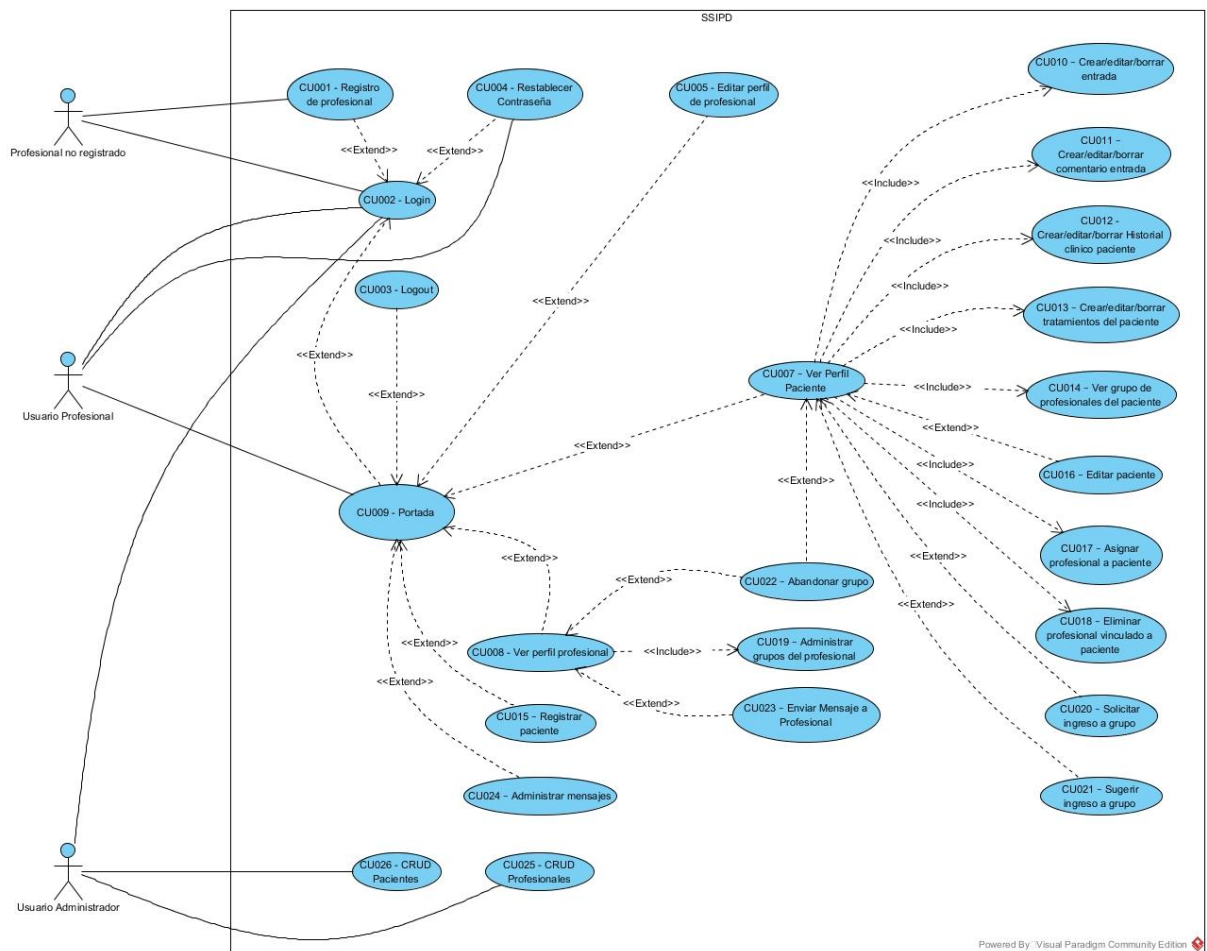 SSIPD
Profesional no registrado
CU001 - Registro
de profesional
CU004 - Restablecer
Contraseña
CU005 - Editar perfil
de profesional
CU010 - Crear/editar/borrar
entrada
<<Extend>>
<<Extend>>
CU011 -
Crear/editar/borrar
comentario entrada
<<Include>>
CU002 - Login
CU012 -
Crear/editar/borrar Historial
clinico paciente
<<Include>>
<<Include>>
CU003 - Logout
<<Extend>>
CU013 - Crear/editar/borrar
tratamientos del paciente
<<Include>>
<<Extend>>
Usuario Profesional
CU007 - Ver Perfil
Paciente
<<Include>>
CU014 - Ver grupo de
profesionales del paciente
<<Extend>>
<<Extend>>
<<Extend>>
CU016 - Editar paciente
<<Include>>
<<Extend>>
<<Include>>
CU009 - Portada
CU017 - Asignar
profesional a paciente
<<Extend>>
<<Extend>>
<<Extend>>
CU022 - Abandonar grupo
<<Extend>>
<<Extend>>
CU018 - Eliminar
profesional vinculado a
paciente
<<Extend>>
CU008 - Ver perfil profesional
<<Include>>
CU019 - Administrar
grupos del profesional
<<Extend>>
<<Extend>>
CU015 - Registrar
paciente
CU023 - Enviar Mensaje a
Profesional
CU020 - Solicitar
ingreso a grupo
CU024 - Administrar mensajes
CU021 - Sugerir
ingreso a grupo
Usuario Administrador
CU026 - CRUD
Pacientes
CU025 - CRUD
Profesionales
Powered By Visual Paradigm Community Edition